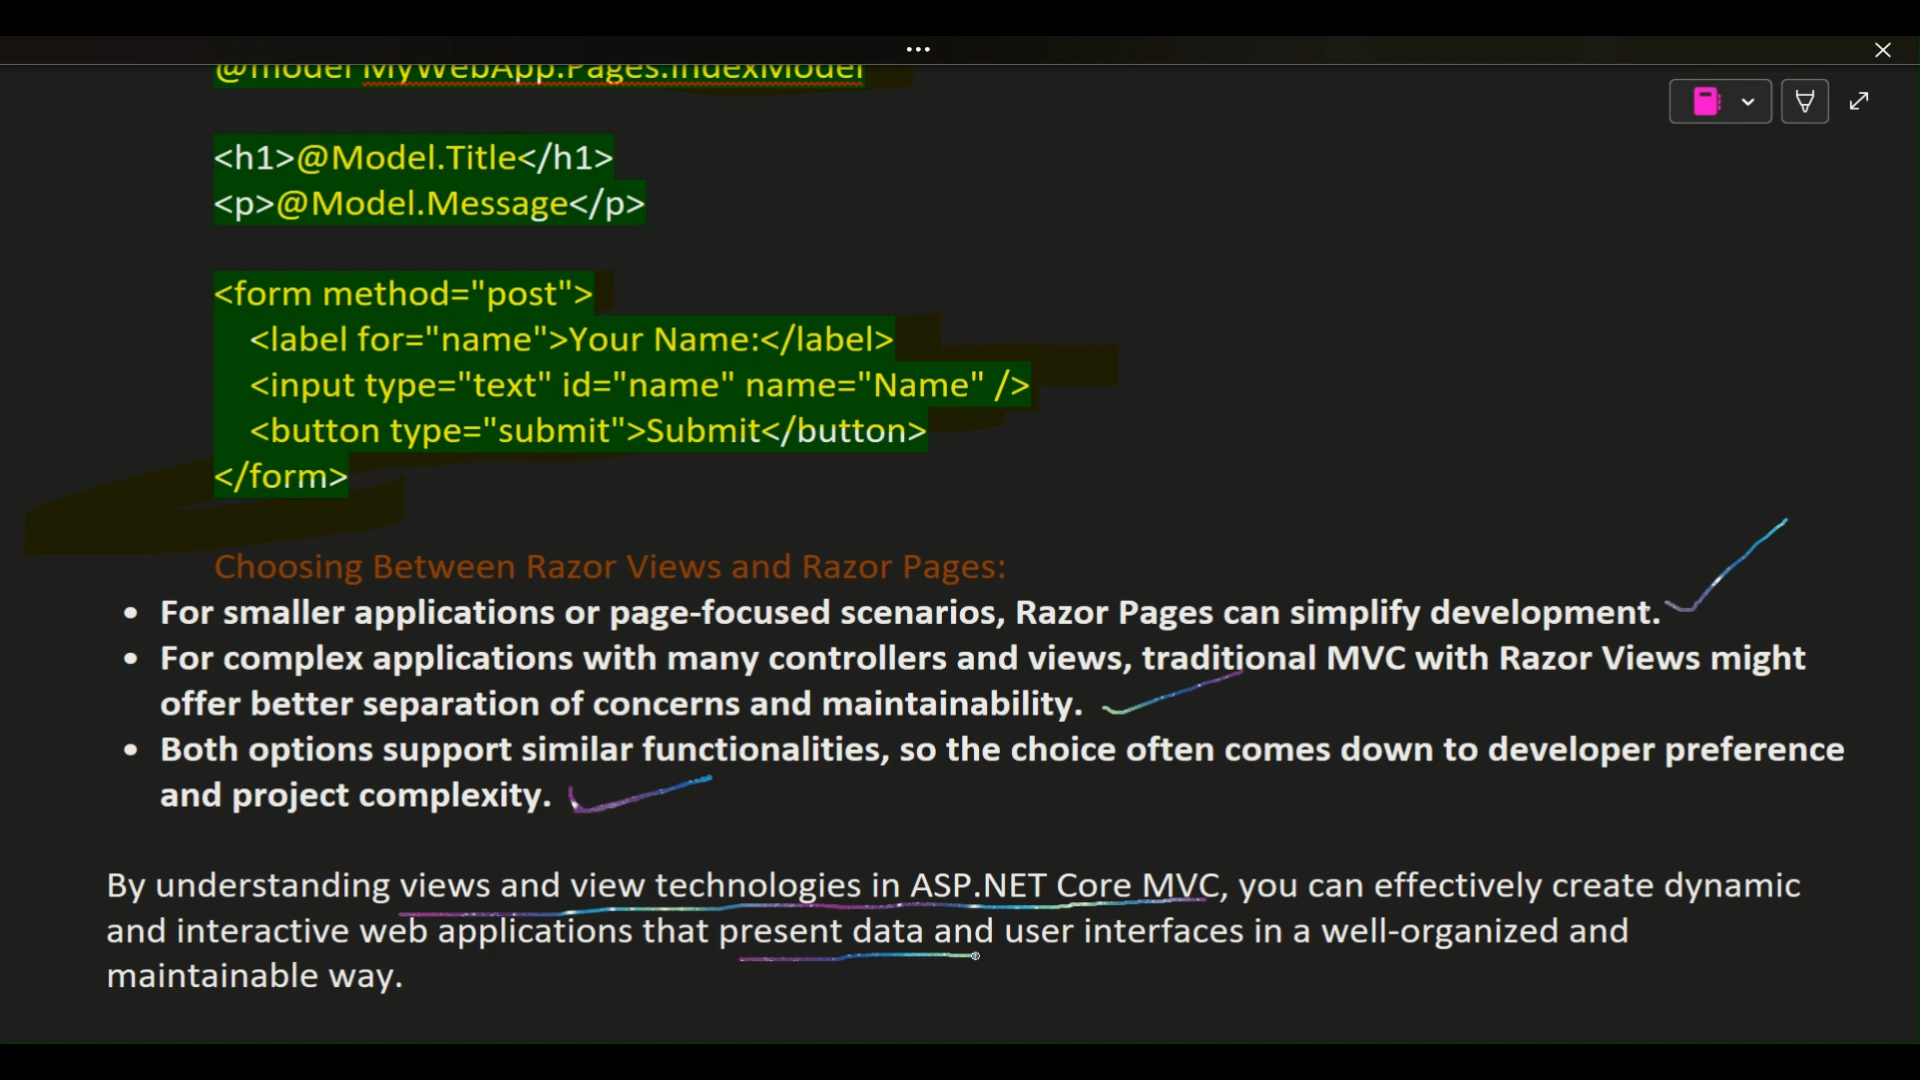 @model MyWebApp.Pages.IndexModel
<h1>@Model.Title</h1>
<p>@Model.Message</p>
<form method="post">
<label for="name">Your Name:</label>
<input type="text" id="name" name="Name" />
<button type="submit">Submit</button>
</form>
Choosing Between Razor Views and Razor Pages:
• For smaller applications or page-focused scenarios, Razor Pages can simplify development.
• For complex applications with many controllers and views, traditional MVC with Razor Views might
offer better separation of concerns and maintainability.
• Both options support similar functionalities, so the choice often comes down to developer preference
and project complexity.
By understanding views and view technologies in ASP.NET Core MVC, you can effectively create dynamic
and interactive web applications that present data and user interfaces in a well-organized and
maintainable way.